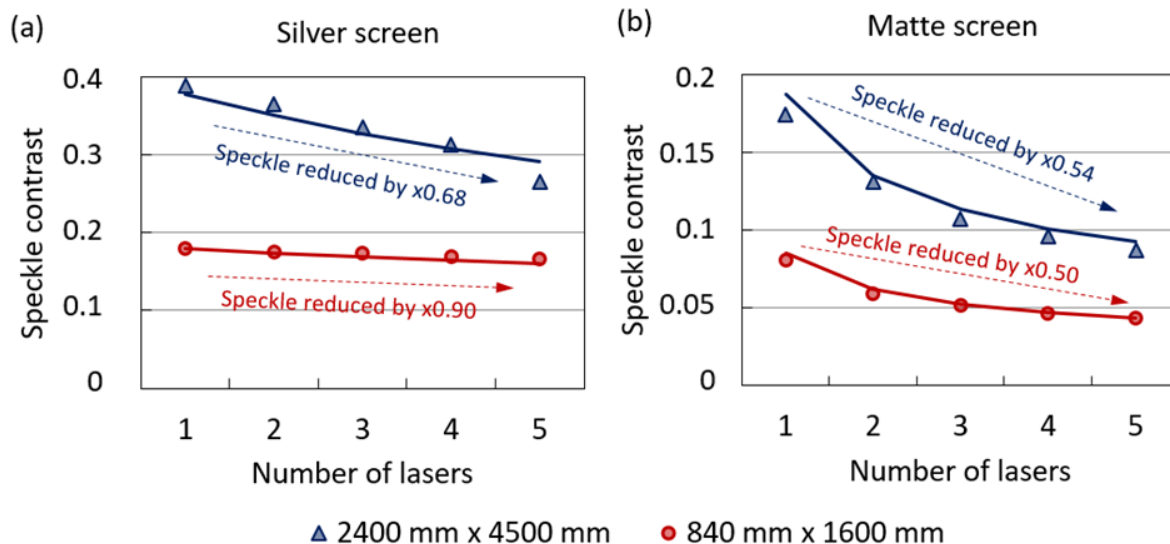 (a)
Silver screen
Speckle contrast
0.4
0.3
0.2
0.1
0
Speckle reduced by x0.68
Speckle reduced by x0.90
1 2 3 4 5
Number of lasers
(b)
Matte screen
Speckle contrast
0.2
0.15
0.1
0.05
0
Speckle reduced by x0.54
Speckle reduced by x0.50
1 2 3 4 5
Number of lasers
2400 mm x 4500 mm
840 mm x 1600 mm